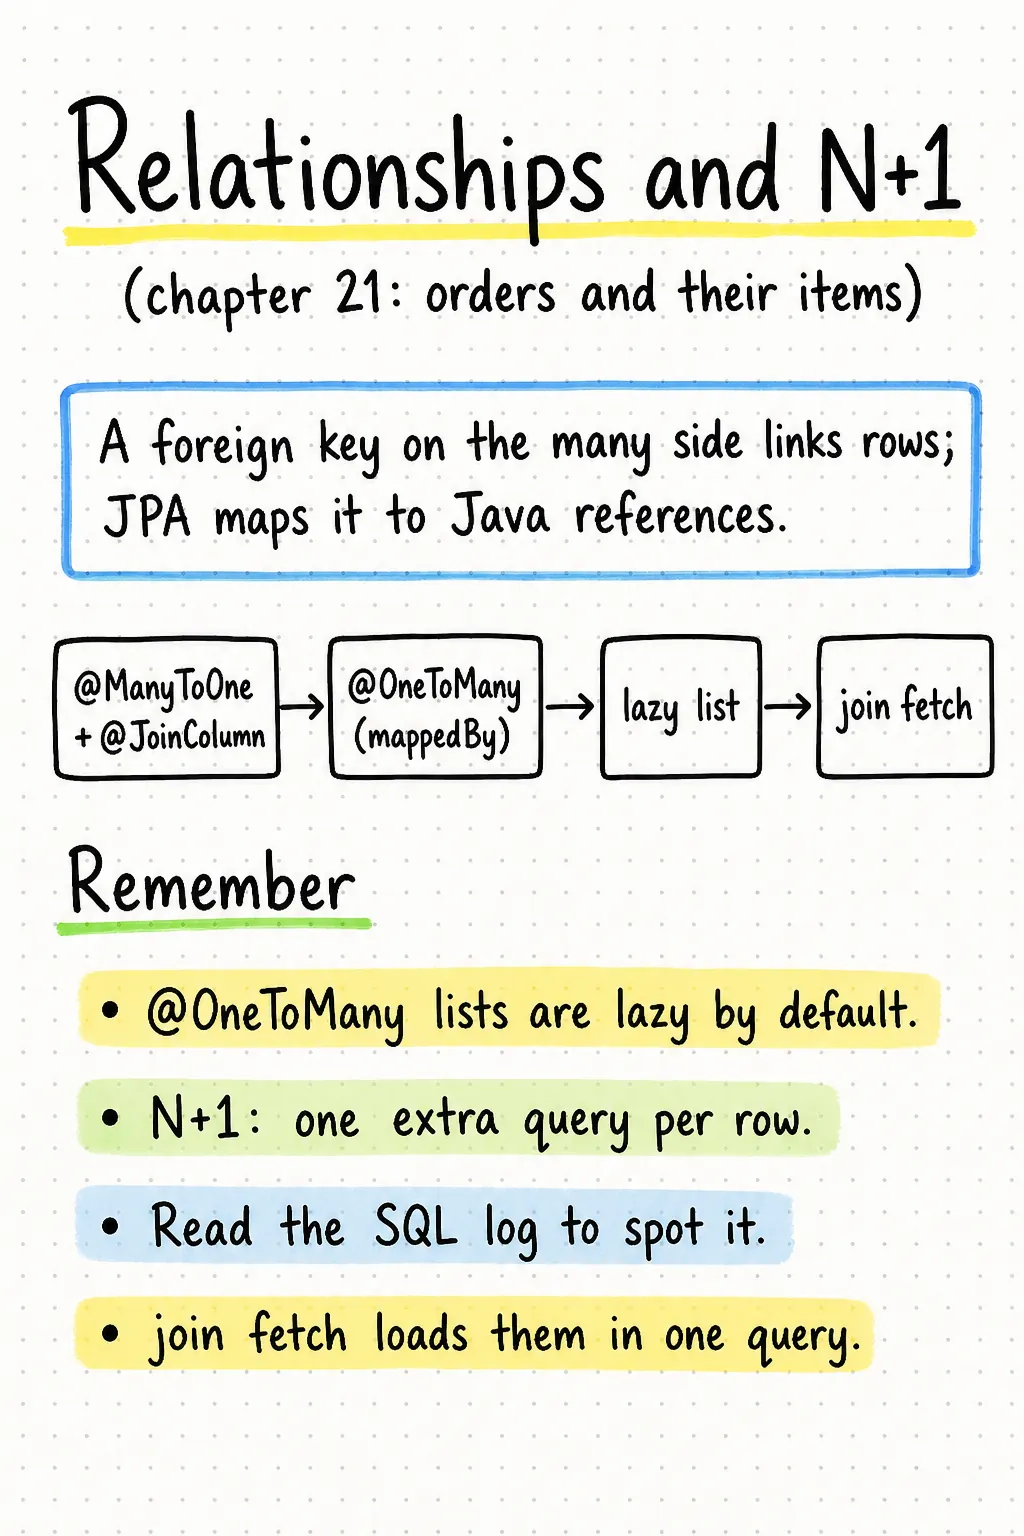 Relationships and N+1
(chapter 21: orders and their items)
A foreign key on the many side links rows;
JPA maps it to Java references.
@ManyToOne
+ @JoinColumn
@OneToMany
(mappedBy)
lazy list
join fetch
Remember
• @OneToMany lists are lazy by default.
• N+1: one extra query per row.
• Read the SQL log to spot it.
• join fetch loads them in one query.